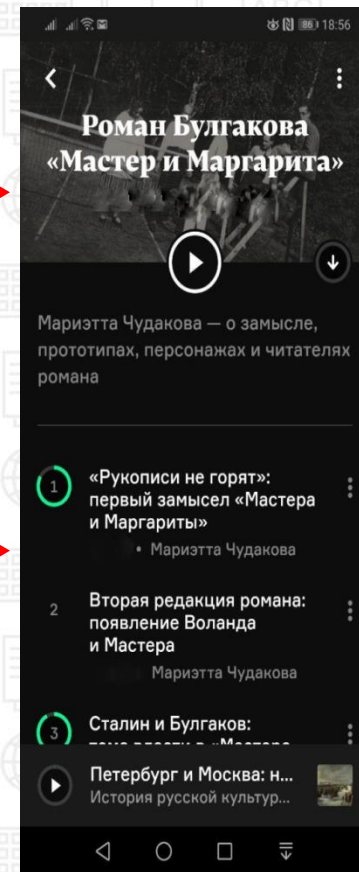 86 18:56
Роман Булгакова
«Мастер и Маргарита»
Мариэтта Чудакова — о замысле,
прототипах, персонажах и читателях
романа
1
«Рукописи не горят»:
первый замысел «Мастера
и Маргариты»
• Мариэтта Чудакова
2
Вторая редакция романа:
появление Воланда
и Мастера
Мариэтта Чудакова
3
Сталин и Булгаков:
Петербург и Москва: н...
История русской культур...